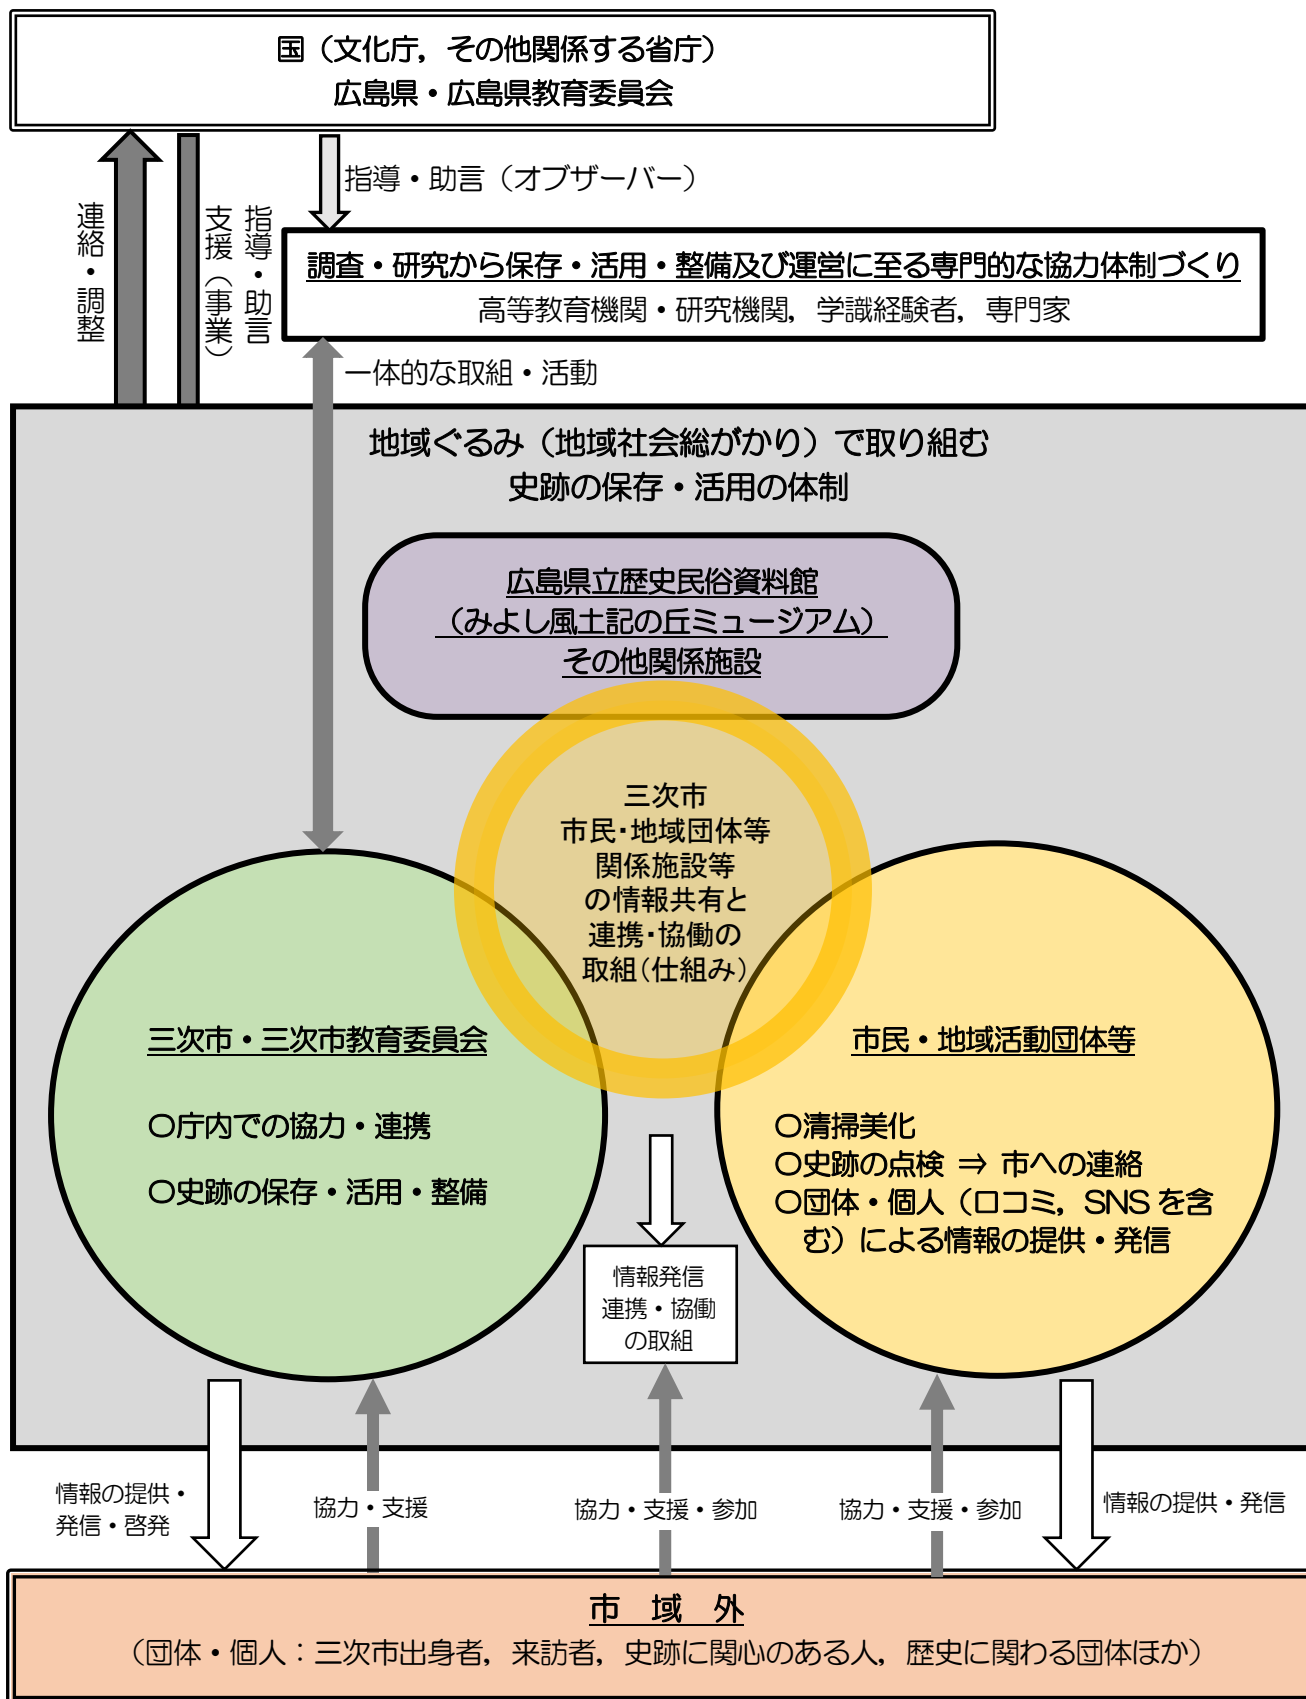 国（文化庁，その他関係する省庁）
広島県・広島県教育委員会
連絡・調整
指導・助言
支援（事業）
指導・助言（オブザーバー）
調査・研究から保存・活用・整備及び運営に至る専門的な協力体制づくり
高等教育機関・研究機関，学識経験者，専門家
一体的な取組・活動
地域ぐるみ（地域社会総がかり）で取り組む
史跡の保存・活用の体制
広島県立歴史民俗資料館
（みよし風土記の丘ミュージアム）
その他関係施設
三次市
市民・地域団体等
関係施設等
の情報共有と
連携・協働の
取組（仕組み）
三次市・三次市教育委員会
〇庁内での協力・連携
〇史跡の保存・活用・整備
市民・地域活動団体等
〇清掃美化
〇史跡の点検 ⇒ 市への連絡
〇団体・個人（口コミ，SNS を含
む）による情報の提供・発信
情報発信
連携・協働
の取組
情報の提供・
発信・啓発
協力・支援
協力・支援・参加
協力・支援・参加
情報の提供・発信
市　域　外
（団体・個人：三次市出身者，来訪者，史跡に関心のある人，歴史に関わる団体ほか）